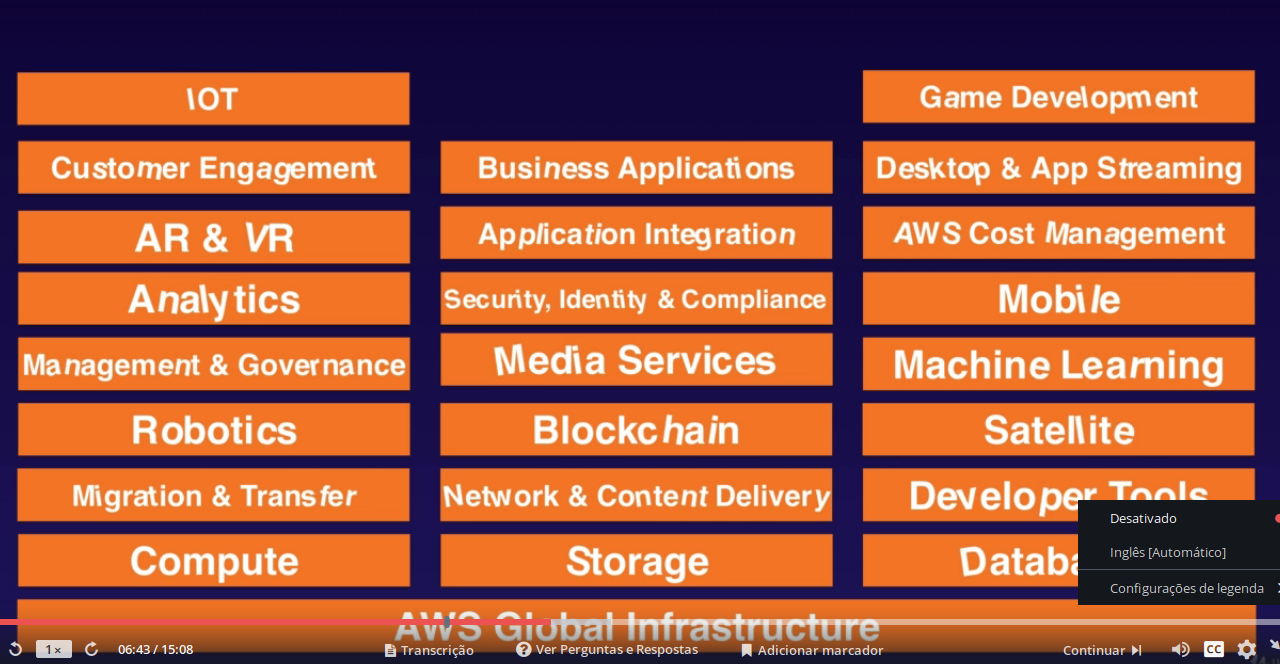 IOT
Game Development
Customer Engagement
Business Applications
Desktop & App Streaming
AR & VR
Application Integration
AWS Cost Management
Analytics
Security, Identity & Compliance
Mobile
Management & Governance
Media Services
Machine Learning
Robotics
Blockchain
Satellite
Migration & Transfer
Network & Content Delivery
Developer Tools
Desativado
Inglês [Automático]
Configurações de legenda
Compute
Storage
AWS Global Infrastructure
1×
06:43 / 15:08
Transcrição
Ver Perguntas e Respostas
Adicionar marcador
Continuar
CC